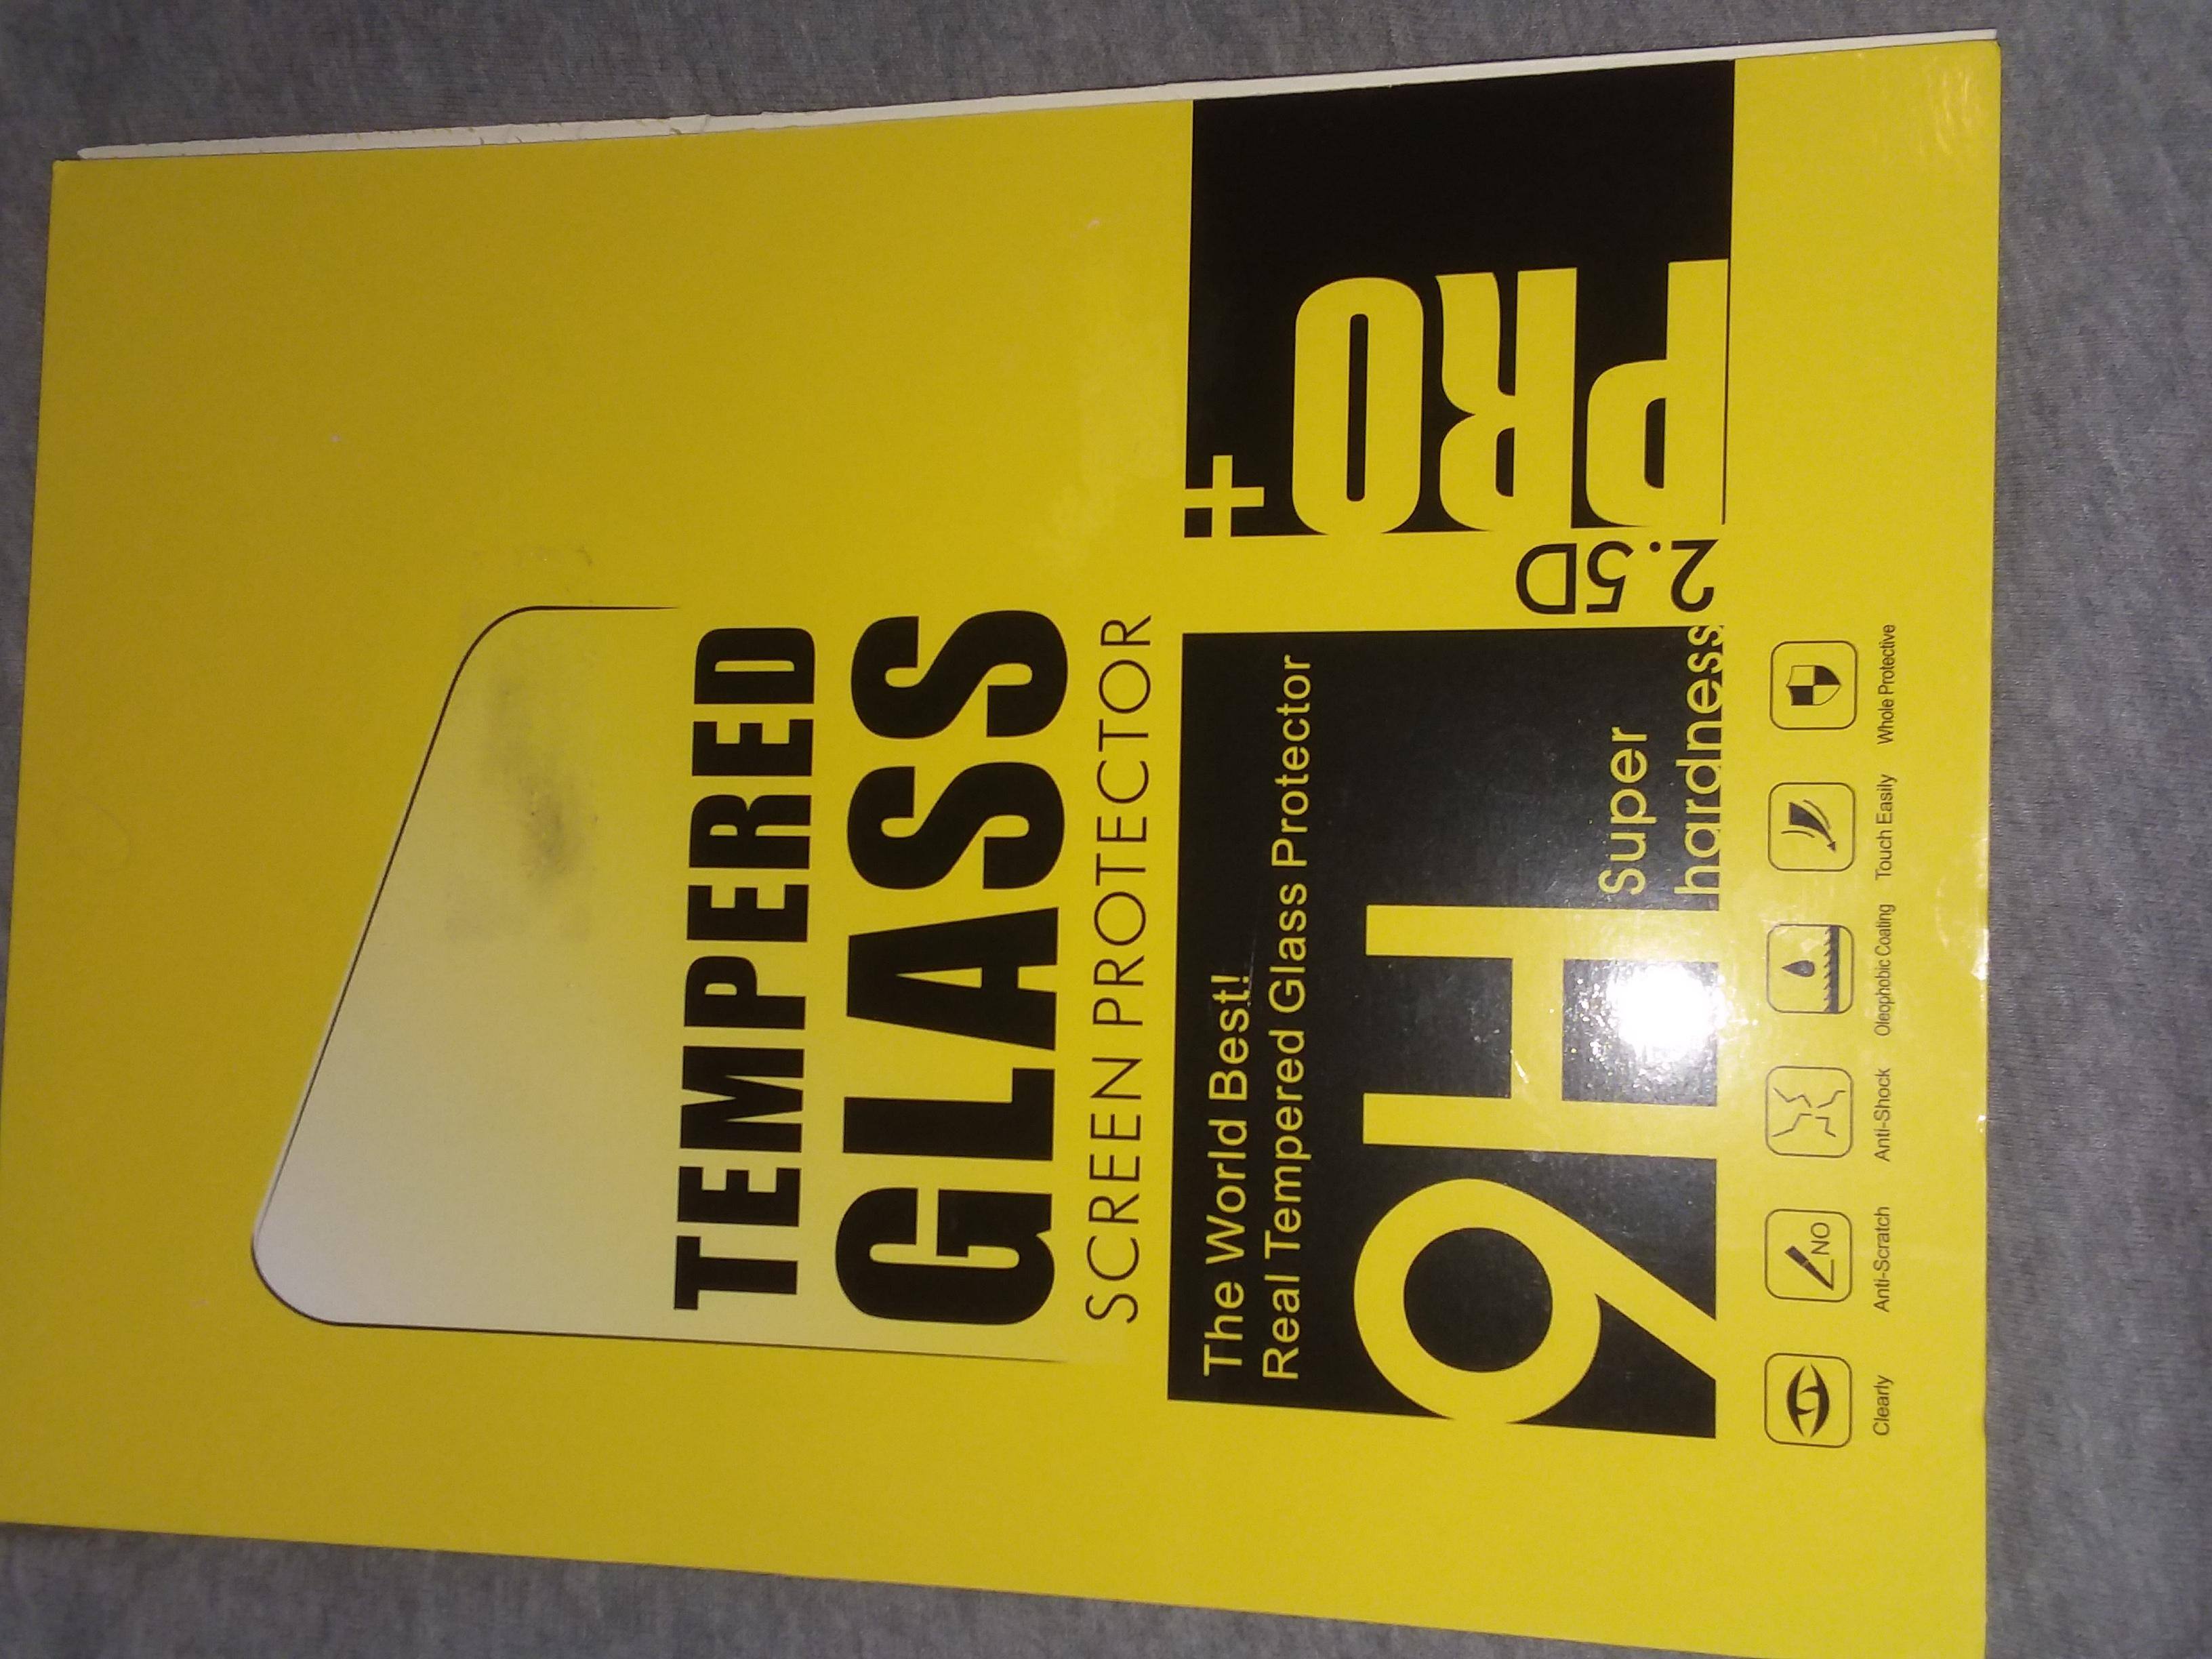 TEMPERED
GLASS
SCREEN PROTECTOR
The World Best!
Real Tempered Glass Protector
9H
Super
hardness
2.5D
PRO+
NO
Clearly
Anti-Scratch
Anti-Shock
Oleophobic Coating
Touch Easily
Whole Protective